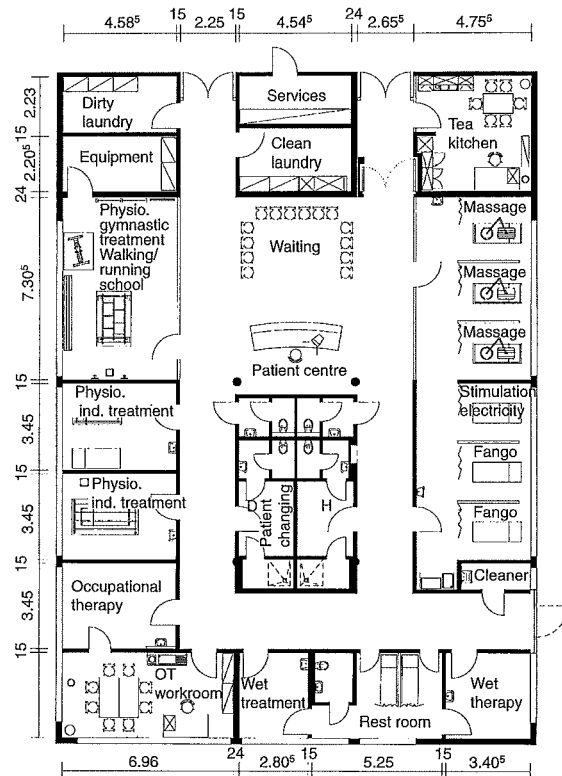 15 15 24
4.58⁵ 2.25 4.54⁵ 2.65⁵ 4.75⁵
2.23
15
2.20⁵
24
7.30⁵
15
3.45
15
3.45
15
3.45
15
Dirty
laundry
Services
Tea
kitchen
Equipment
Clean
laundry
Physio.
gymnastic
treatment
Walking/
running
school
Waiting
Massage
Massage
Massage
Patient centre
Physio.
ind. treatment
Stimulation
electricity
Fango
Physio.
ind. treatment
D
Patient
changing
H
Fango
Occupational
therapy
Cleaner
OT
workroom
Wet
treatment
Rest room
Wet
therapy
24 15 15
6.96 2.80⁵ 5.25 3.40⁵